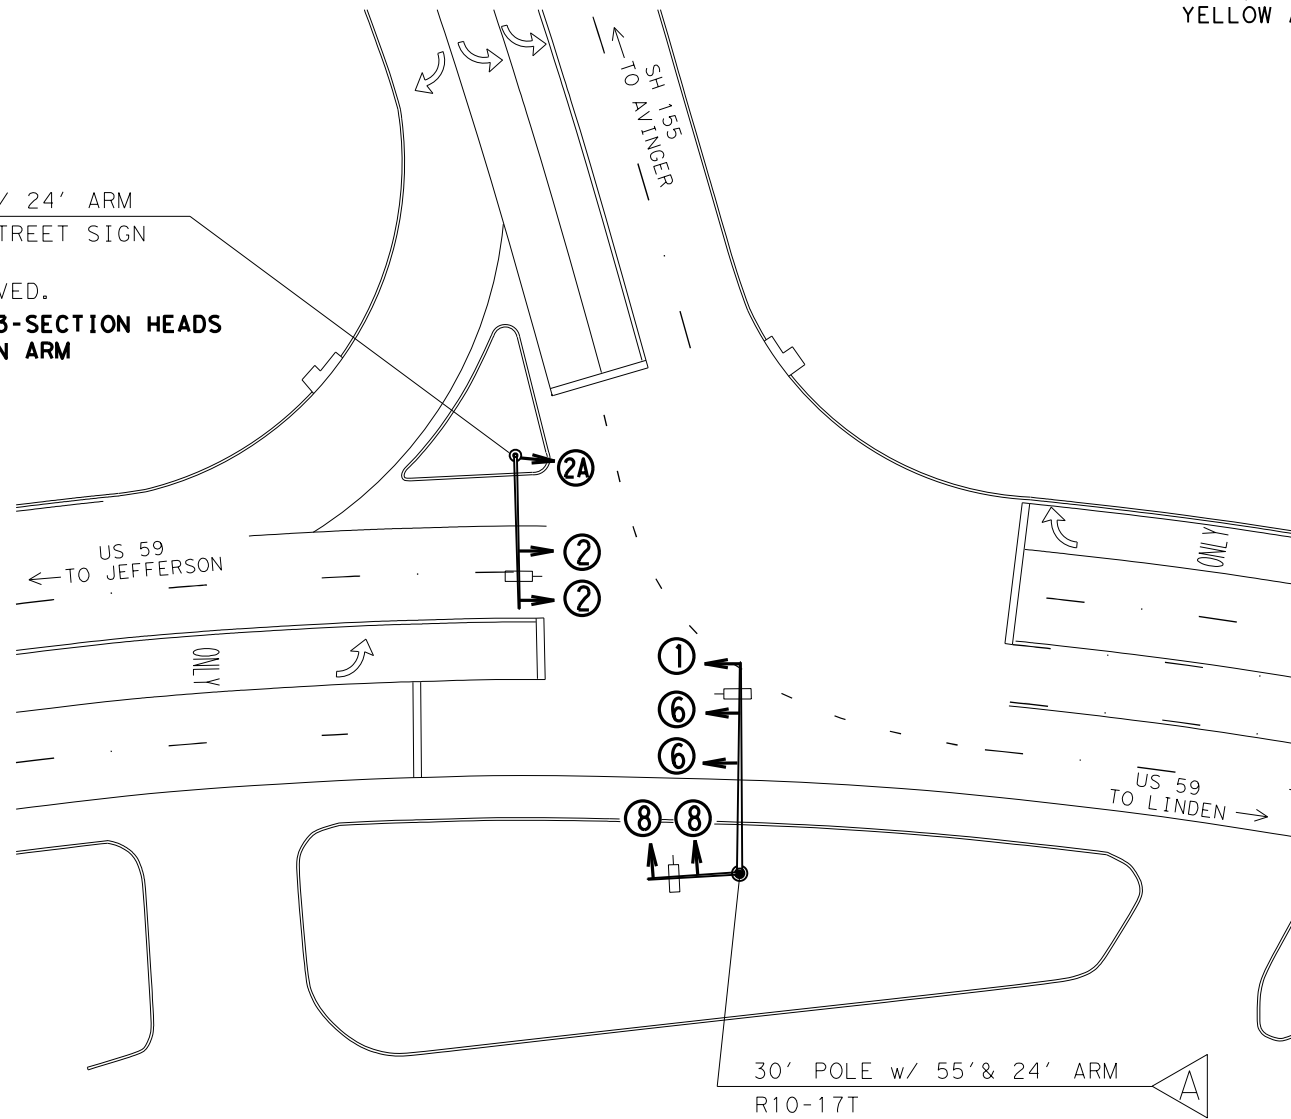 YELLOW
SH 155
TO AVINGER
24' ARM
STREET SIGN
VED.
3-SECTION HEADS
N ARM
2A
US 59
TO JEFFERSON
2
2
ONLY
ONLY
1
6
6
US 59
TO LINDEN
8 8
30' POLE w/ 55'& 24' ARM
R10-17T
A